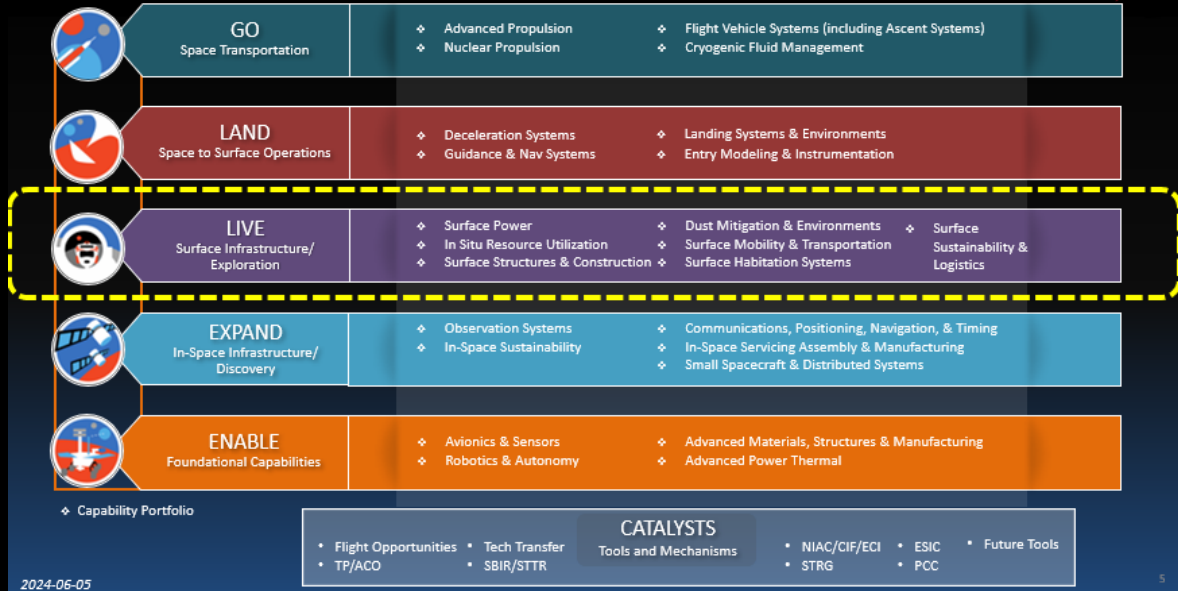 GO
Space Transportation
❖ Advanced Propulsion
❖ Nuclear Propulsion
❖ Flight Vehicle Systems (including Ascent Systems)
❖ Cryogenic Fluid Management
LAND
Space to Surface Operations
❖ Deceleration Systems
❖ Guidance & Nav Systems
❖ Landing Systems & Environments
❖ Entry Modeling & Instrumentation
LIVE
Surface Infrastructure/
Exploration
❖ Surface Power
❖ In Situ Resource Utilization
❖ Surface Structures & Construction
❖ Dust Mitigation & Environments
❖ Surface Mobility & Transportation
❖ Surface Habitation Systems
❖ Surface
Sustainability &
Logistics
EXPAND
In-Space Infrastructure/
Discovery
❖ Observation Systems
❖ In-Space Sustainability
❖ Communications, Positioning, Navigation, & Timing
❖ In-Space Servicing Assembly & Manufacturing
❖ Small Spacecraft & Distributed Systems
ENABLE
Foundational Capabilities
❖ Avionics & Sensors
❖ Robotics & Autonomy
❖ Advanced Materials, Structures & Manufacturing
❖ Advanced Power Thermal
❖ Capability Portfolio
CATALYSTS
Tools and Mechanisms
• Flight Opportunities
• TP/ACO
• Tech Transfer
• SBIR/STTR
• NIAC/CIF/ECI
• STRG
• ESIC
• PCC
• Future Tools
2024-06-05
5